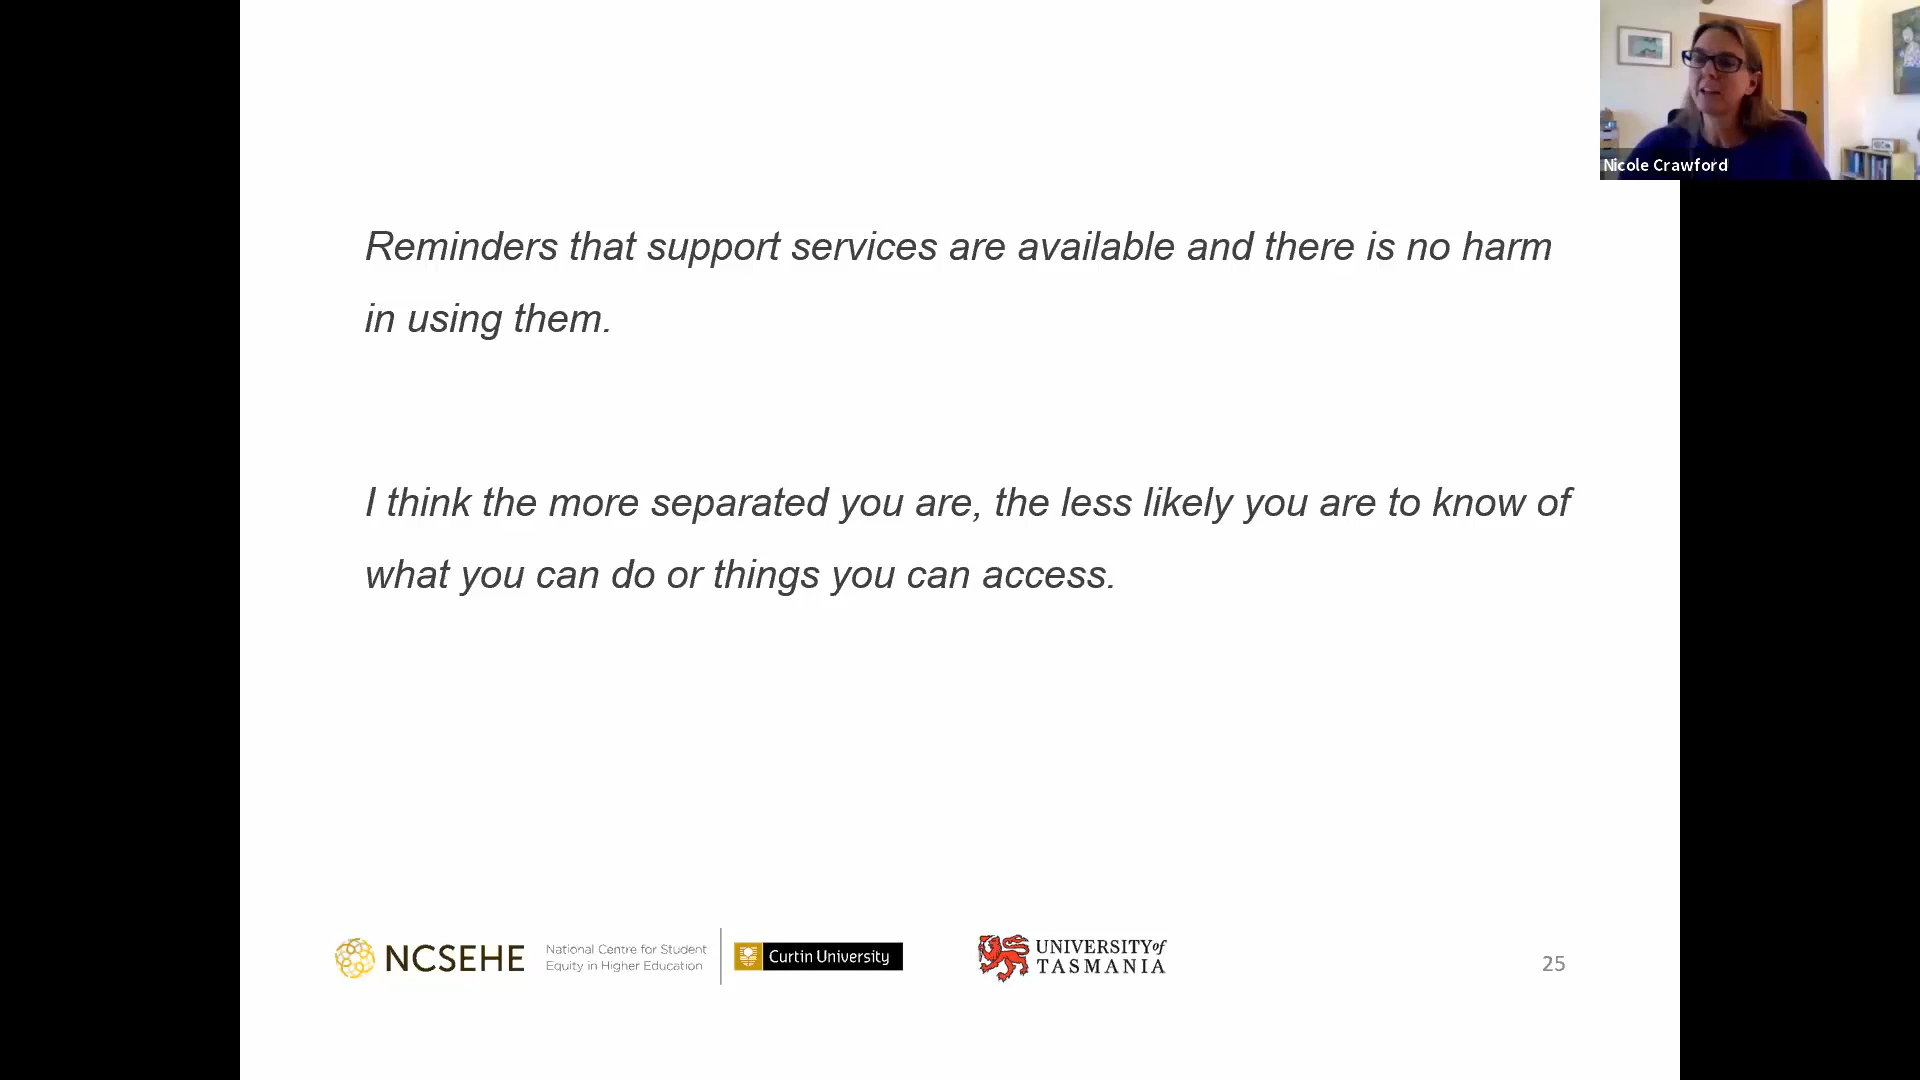 Nicole Crawford
Reminders that support services are available and there is no harm
in using them.
I think the more separated you are, the less likely you are to know of
what you can do or things you can access.
NCSEHE
National Centre for Student
Equity in Higher Education
Curtin University
UNIVERSITY of
TASMANIA
25